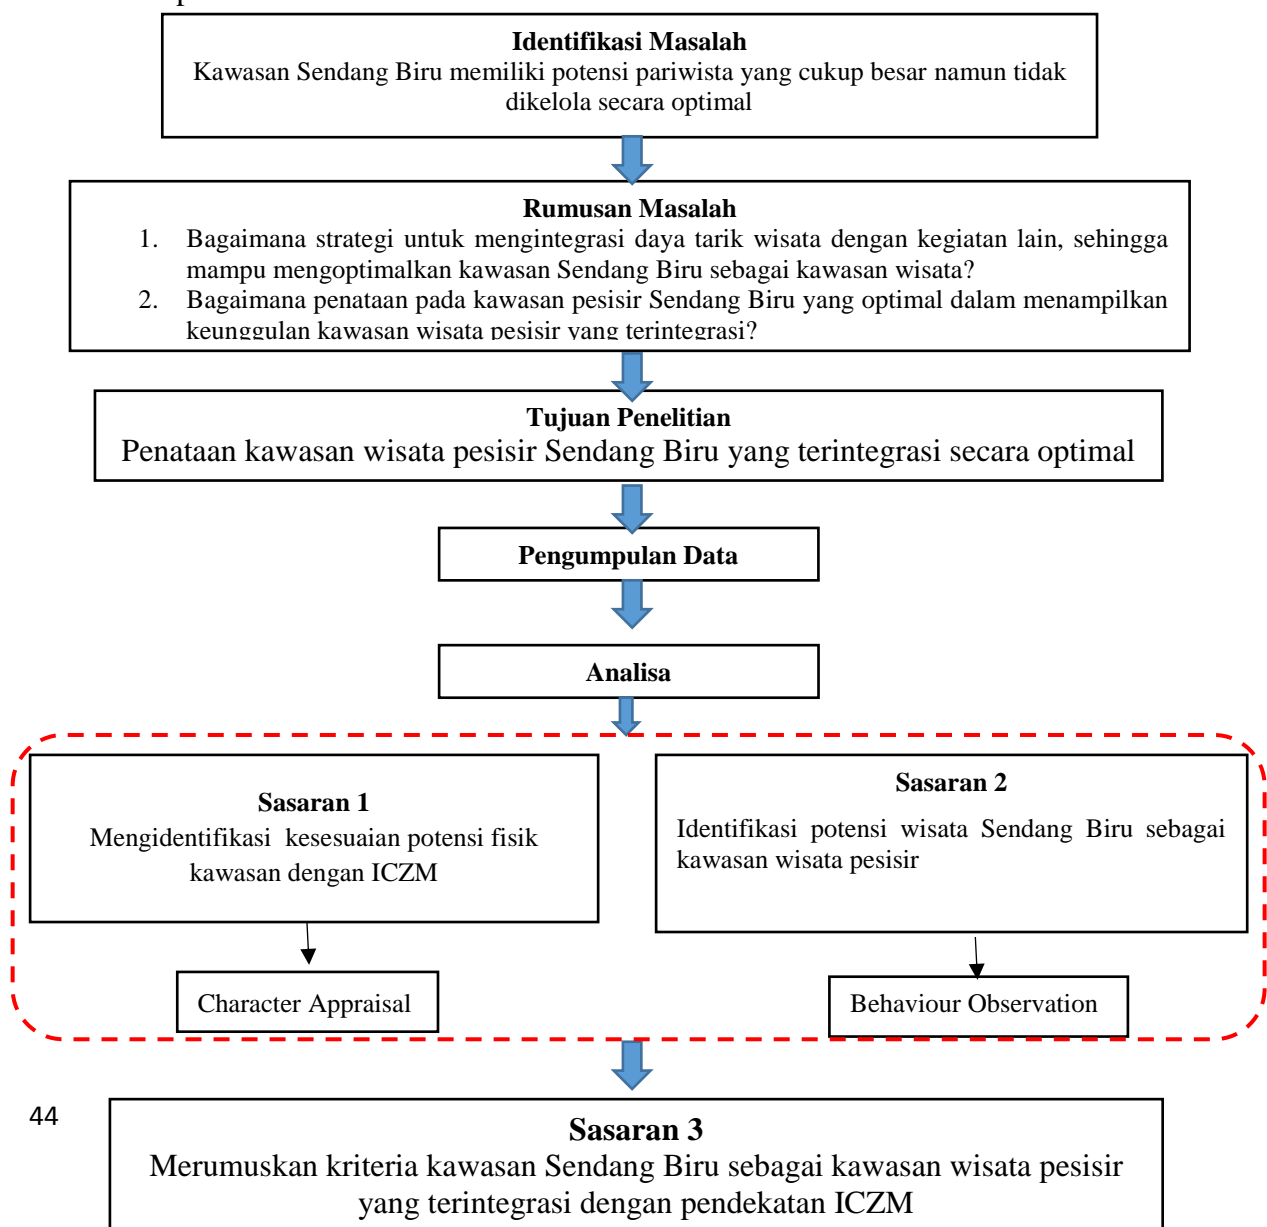 Identifikasi Masalah
Kawasan Sendang Biru memiliki potensi pariwista yang cukup besar namun tidak
dikelola secara optimal
Rumusan Masalah
1. Bagaimana strategi untuk mengintegrasi daya tarik wisata dengan kegiatan lain, sehingga
mampu mengoptimalkan kawasan Sendang Biru sebagai kawasan wisata?
2. Bagaimana penataan pada kawasan pesisir Sendang Biru yang optimal dalam menampilkan
keunggulan kawasan wisata pesisir yang terintegrasi?
Tujuan Penelitian
Penataan kawasan wisata pesisir Sendang Biru yang terintegrasi secara optimal
Pengumpulan Data
Analisa
Sasaran 1
Mengidentifikasi kesesuaian potensi fisik
kawasan dengan ICZM
Character Appraisal
Sasaran 2
Identifikasi potensi wisata Sendang Biru sebagai
kawasan wisata pesisir
Behaviour Observation
44
Sasaran 3
Merumuskan kriteria kawasan Sendang Biru sebagai kawasan wisata pesisir
yang terintegrasi dengan pendekatan ICZM